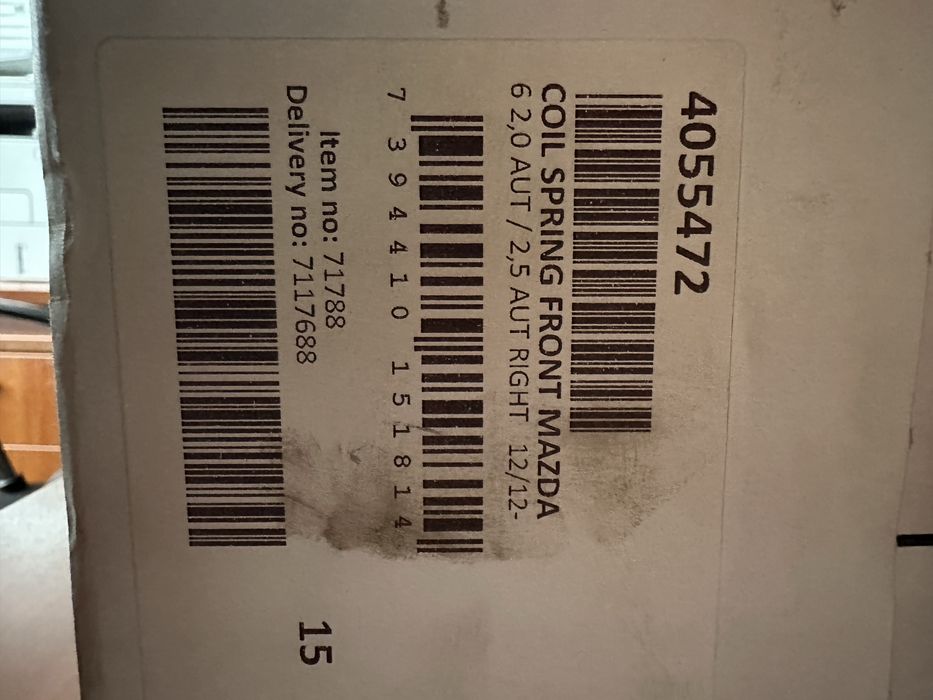 4055472
COIL SPRING FRONT MAZDA
6 2,0 AUT / 2,5 AUT RIGHT 12/12-
7 394410 151814
Item no: 71788
Delivery no: 7117688
15